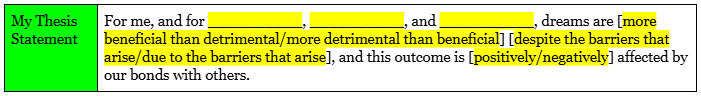 My Thesis
Statement
For me, and for ____________, ____________, and ____________, dreams are [more
beneficial than detrimental/more detrimental than beneficial] [despite the barriers that
arise/due to the barriers that arise], and this outcome is [positively/negatively] affected by
our bonds with others.